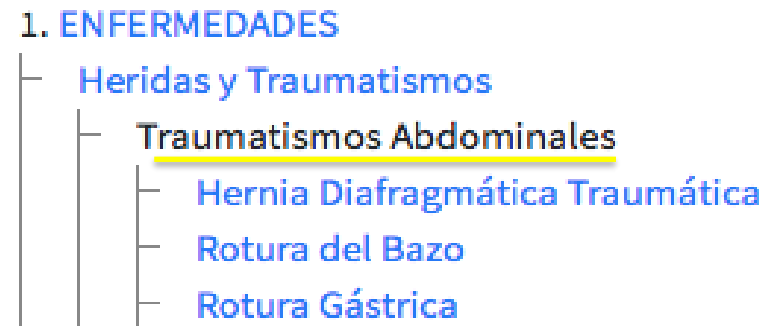 1. ENFERMEDADES
Heridas y Traumatismos
Traumatismos Abdominales
Hernia Diafragmática Traumática
Rotura del Bazo
Rotura Gástrica